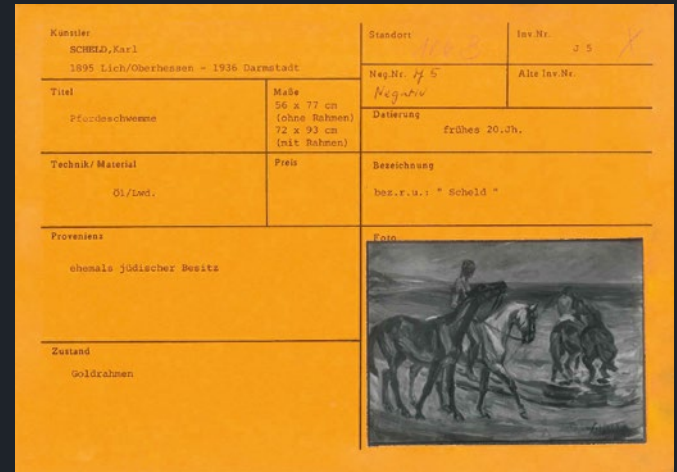 Künstler
SCHELD,Karl
1895 Lich/Oberhessen - 1936 Darmstadt
Standort
Inv.Nr.
J 5
X
Neg.Nr. J 5
Negativ
Alte Inv.Nr.
Titel
Pferdeschwemme
Maße
56 x 77 cm
(ohne Rahmen)
72 x 93 cm
(mit Rahmen)
Datierung
frühes 20.Jh.
Technik/Material
Öl/Lwd.
Preis
Bezeichnung
bez.r.u.: " Scheld "
Provenienz
ehemals jüdischer Besitz
Foto
Zustand
Goldrahmen